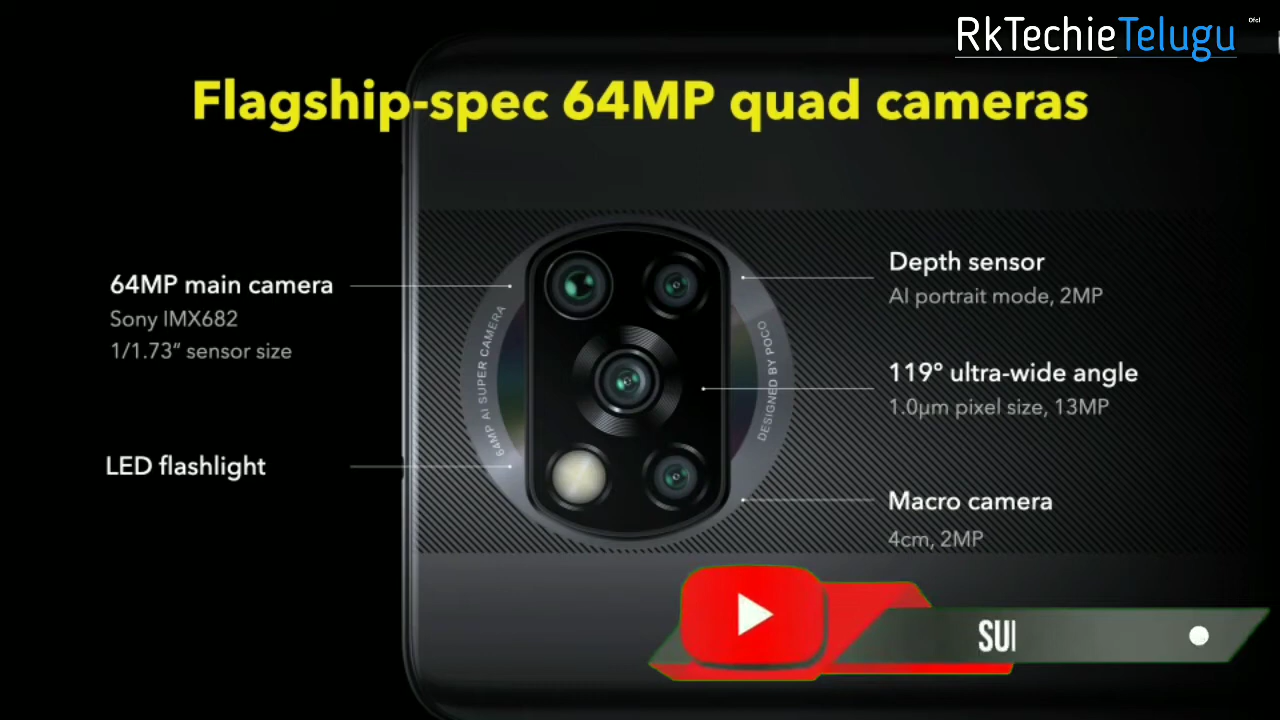 RkTechieTelugu
Ofcl
Flagship-spec 64MP quad cameras
64MP main camera
Sony IMX682
1/1.73" sensor size
LED flashlight
64MP AI SUPER CAMERA
DESIGNED BY POCO
Depth sensor
AI portrait mode, 2MP
119° ultra-wide angle
1.0μm pixel size, 13MP
Macro camera
4cm, 2MP